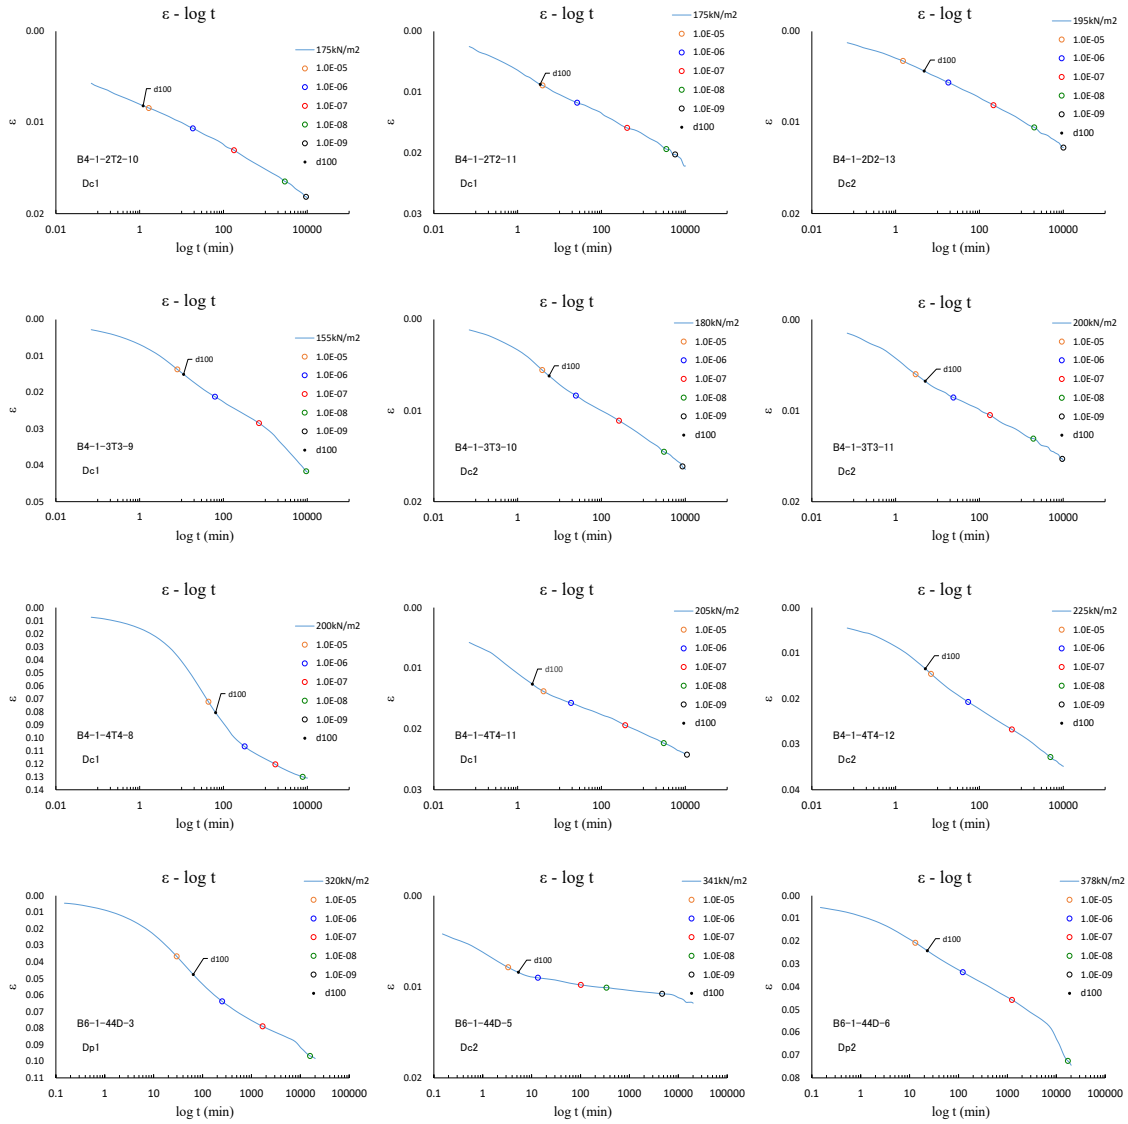 ε - log t
0.00
0.01
0.02
ε
0.01
1
100
10000
log t (min)
d100
175kN/m2
1.0E-05
1.0E-06
1.0E-07
1.0E-08
1.0E-09
d100
B4-1-2T2-10
Dc1
ε - log t
0.00
0.01
0.02
0.03
ε
0.01
1
100
10000
log t (min)
d100
175kN/m2
1.0E-05
1.0E-06
1.0E-07
1.0E-08
1.0E-09
d100
B4-1-2T2-11
Dc1
ε - log t
0.00
0.01
0.02
ε
0.01
1
100
10000
log t (min)
d100
195kN/m2
1.0E-05
1.0E-06
1.0E-07
1.0E-08
1.0E-09
d100
B4-1-2D2-13
Dc2
ε - log t
0.00
0.01
0.02
0.03
0.04
0.05
ε
0.01
1
100
10000
log t (min)
d100
155kN/m2
1.0E-05
1.0E-06
1.0E-07
1.0E-08
1.0E-09
d100
B4-1-3T3-9
Dc1
ε - log t
0.00
0.01
0.02
ε
0.01
1
100
10000
log t (min)
d100
180kN/m2
1.0E-05
1.0E-06
1.0E-07
1.0E-08
1.0E-09
d100
B4-1-3T3-10
Dc2
ε - log t
0.00
0.01
0.02
ε
0.01
1
100
10000
log t (min)
d100
200kN/m2
1.0E-05
1.0E-06
1.0E-07
1.0E-08
1.0E-09
d100
B4-1-3T3-11
Dc2
ε - log t
0.00
0.01
0.02
0.03
0.04
0.05
0.06
0.07
0.08
0.09
0.10
0.11
0.12
0.13
0.14
ε
0.01
1
100
10000
log t (min)
d100
200kN/m2
1.0E-05
1.0E-06
1.0E-07
1.0E-08
1.0E-09
d100
B4-1-4T4-8
Dc1
ε - log t
0.00
0.01
0.02
0.03
ε
0.01
1
100
10000
log t (min)
d100
205kN/m2
1.0E-05
1.0E-06
1.0E-07
1.0E-08
1.0E-09
d100
B4-1-4T4-11
Dc1
ε - log t
0.00
0.01
0.02
0.03
0.04
ε
0.01
1
100
10000
log t (min)
d100
225kN/m2
1.0E-05
1.0E-06
1.0E-07
1.0E-08
1.0E-09
d100
B4-1-4T4-12
Dc2
ε - log t
0.00
0.01
0.02
0.03
0.04
0.05
0.06
0.07
0.08
0.09
0.10
0.11
ε
0.1
1
10
100
1000
10000
100000
log t (min)
d100
320kN/m2
1.0E-05
1.0E-06
1.0E-07
1.0E-08
1.0E-09
d100
B6-1-44D-3
Dp1
ε - log t
0.00
0.01
0.02
ε
0.1
1
10
100
1000
10000
100000
log t (min)
d100
341kN/m2
1.0E-05
1.0E-06
1.0E-07
1.0E-08
1.0E-09
d100
B6-1-44D-5
Dc2
ε - log t
0.00
0.01
0.02
0.03
0.04
0.05
0.06
0.07
0.08
ε
0.1
1
10
100
1000
10000
100000
log t (min)
d100
378kN/m2
1.0E-05
1.0E-06
1.0E-07
1.0E-08
1.0E-09
d100
B6-1-44D-6
Dp2